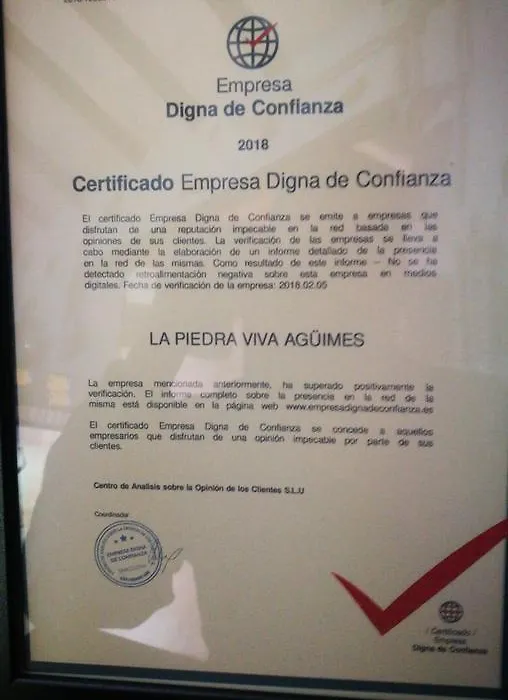 Empresa
Digna de Confianza
2018
Certificado Empresa Digna de Confianza
El certificado Empresa Digna de Confianza se emite a empresas que
disfrutan de una reputación impecable en la red basada en las
opiniones de sus clientes. La verificación de las empresas se lleva a
cabo mediante la elaboración de un informe detallado de la presencia
en la red de las mismas. Como resultado de este informe – No se ha
detectado retroalimentación negativa sobre esta empresa en medios
digitales. Fecha de verificación de la empresa: 2018.02.05
LA PIEDRA VIVA AGÜIMES
La empresa mencionada anteriormente, ha superado positivamente la
verificación. El informe completo sobre la presencia en la red de la
misma está disponible en la página web www.empresadignadeconfianza.es
El certificado Empresa Digna de Confianza se concede a aquellos
empresarios que disfrutan de una opinión impecable por parte de sus
clientes.
Centro de Analisis sobre la Opinión de los Clientes S.L.U
Coordinador
EMPRESA DIGNA
DE CONFIANZA
/ Certificado /
Empresa
Digna de Confianza